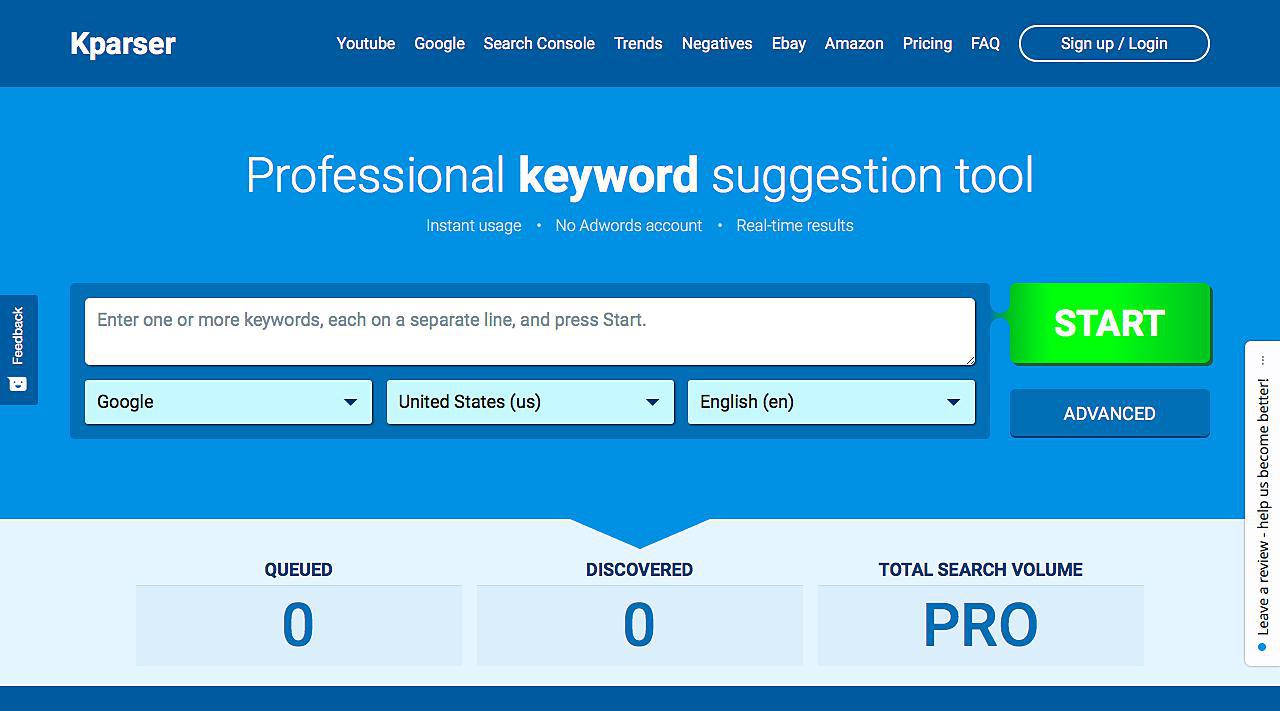 Kparser
Youtube Google Search Console Trends Negatives Ebay Amazon Pricing FAQ Sign up / Login
Professional keyword suggestion tool
Instant usage • No Adwords account • Real-time results
Feedback
Enter one or more keywords, each on a separate line, and press Start.
START
Google United States (us) English (en)
ADVANCED
Leave a review - help us become better!
QUEUED DISCOVERED TOTAL SEARCH VOLUME
0 0 PRO